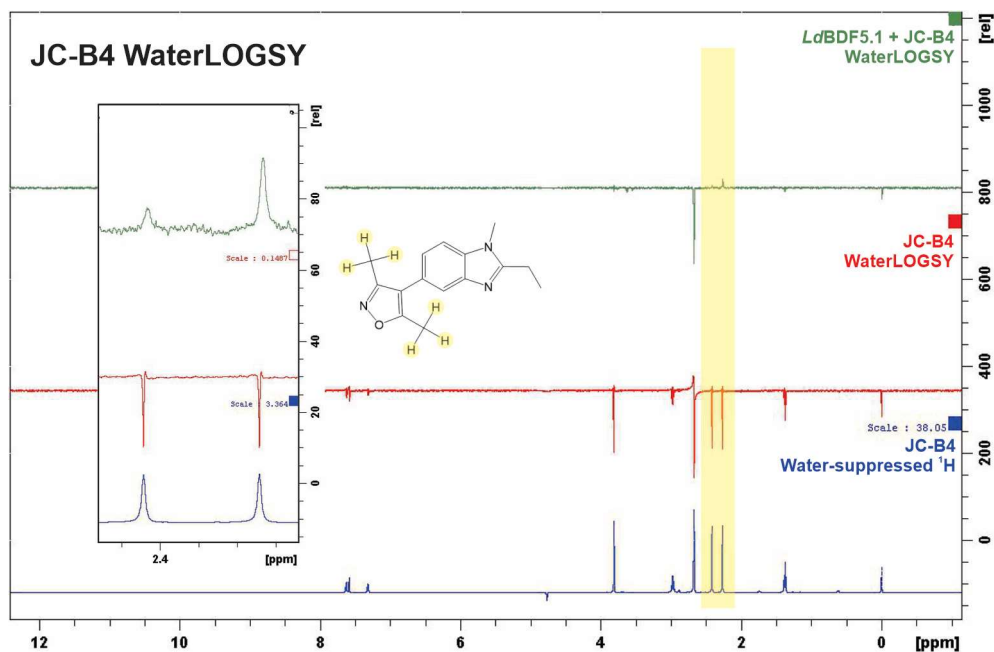 JC-B4 WaterLOGSY
LdBDF5.1 + JC-B4
WaterLOGSY
[rel]
1000
800
600
400
200
0
[rel]
80
60
40
20
0
Scale : 0.1487
Scale : 3.364
2.4
[ppm]
H
H
H
N
N
N
O
H
H
H
JC-B4
WaterLOGSY
Scale : 38.05
JC-B4
Water-suppressed ¹H
12
10
8
6
4
2
0
[ppm]